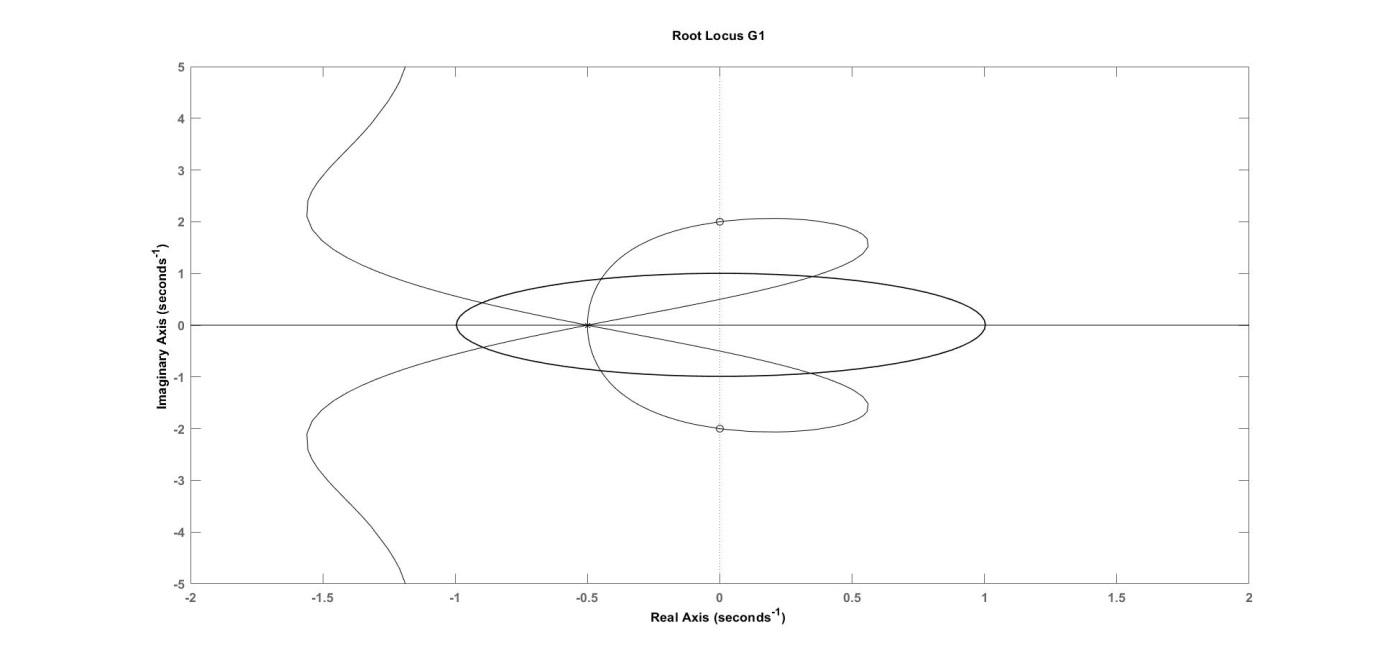 Root Locus G1
5
4
3
2
1
0
-1
-2
-3
-4
-5
Imaginary Axis (seconds⁻¹)
-2 -1.5 -1 -0.5 0 0.5 1 1.5 2
Real Axis (seconds⁻¹)